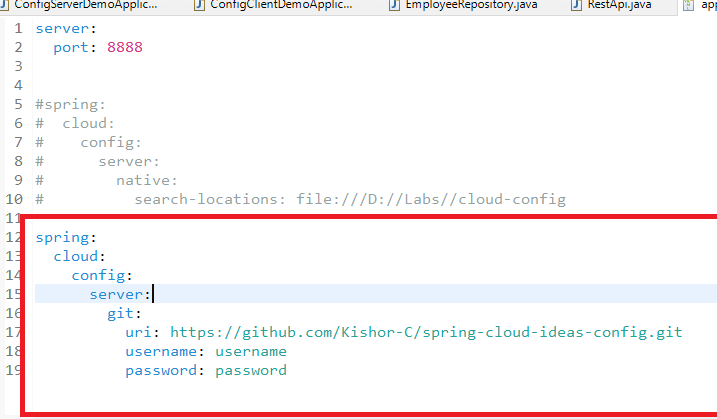 ConfigServerDemoApplic... ConfigClientDemoApplic... EmployeeRepository.java RestApi.java app
1 server:
2   port: 8888
3
4
5 #spring:
6 #  cloud:
7 #    config:
8 #      server:
9 #        native:
10 #          search-locations: file:///D://Labs//cloud-config
11
12 spring:
13   cloud:
14     config:
15       server:
16         git:
17           uri: https://github.com/Kishor-C/spring-cloud-ideas-config.git
18           username: username
19           password: password